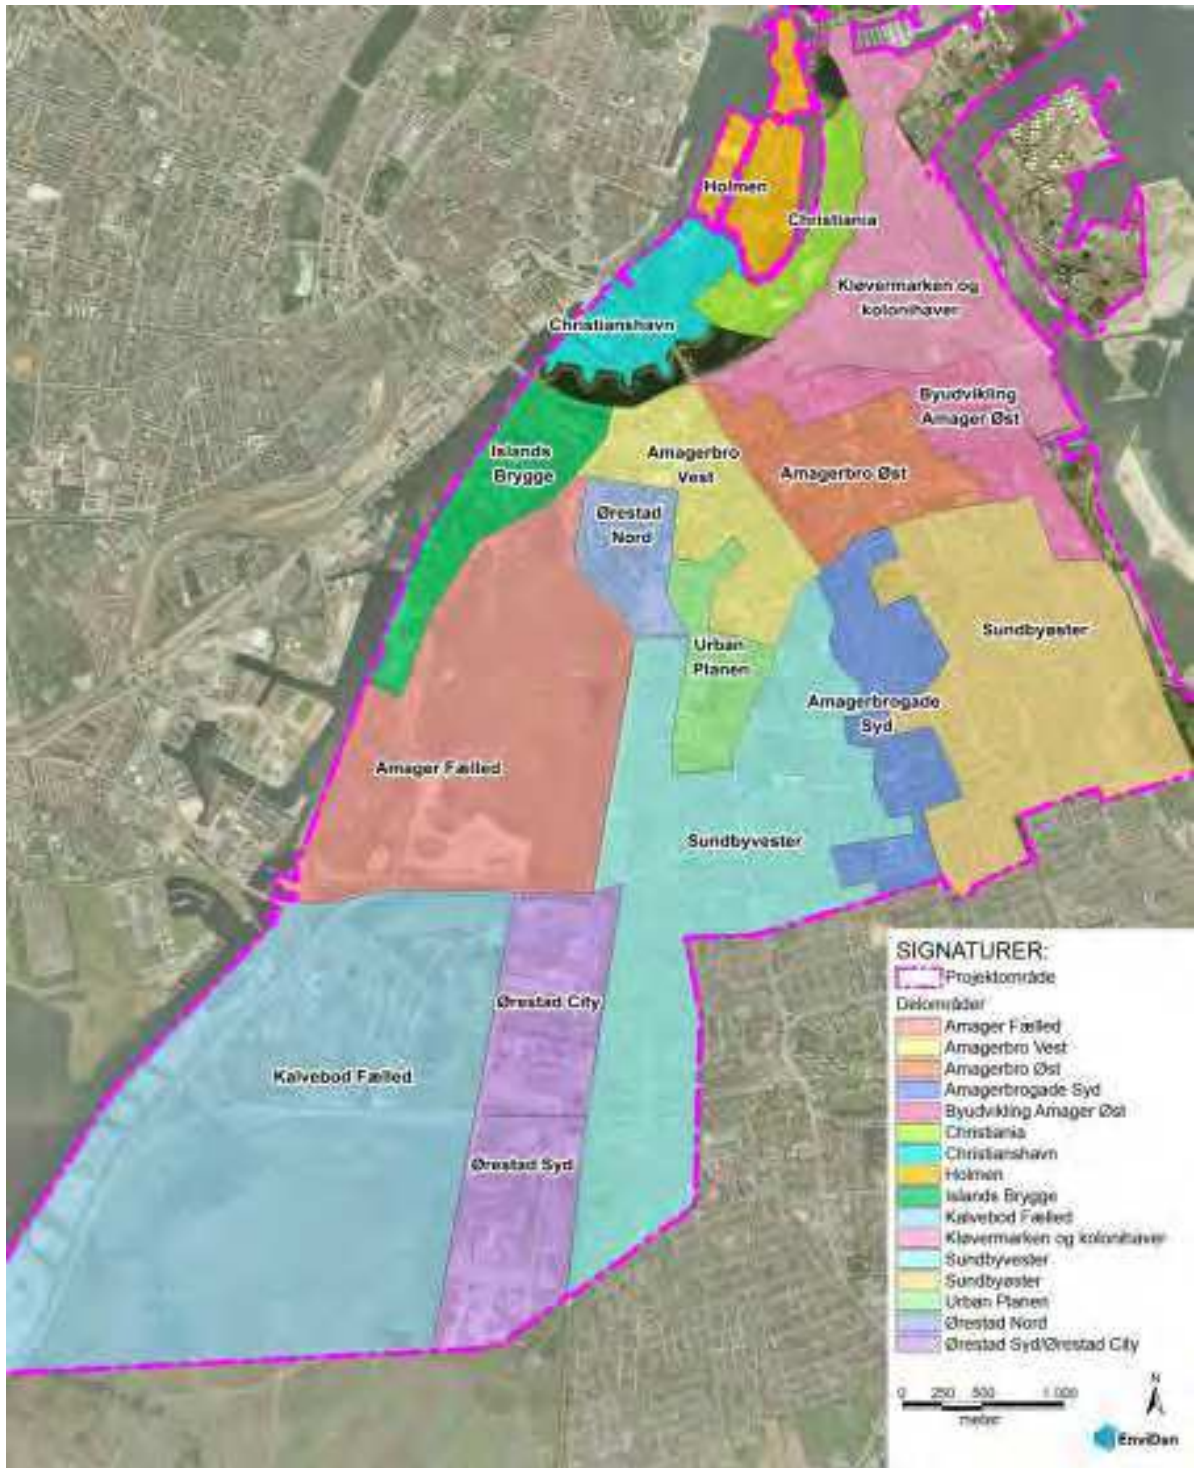 Holmen
Christiania
Kløvermarken og
kolonihaver
Christianshavn
Byudvikling
Amager Øst
Islands
Brygge
Amagerbro
Vest
Amagerbro Øst
Ørestad
Nord
Sundbyøster
Urban
Planen
Amagerbrogade
Syd
Amager Fælled
Sundbyvester
Ørestad City
Kalvebod Fælled
Ørestad Syd
SIGNATURER:
Projektområde
Delområder
Amager Fælled
Amagerbro Vest
Amagerbro Øst
Amagerbrogade Syd
Byudvikling Amager Øst
Christiania
Christianshavn
Holmen
Islands Brygge
Kalvebod Fælled
Kløvermarken og kolonihaver
Sundbyvester
Sundbyøster
Urban Planen
Ørestad Nord
Ørestad Syd/Ørestad City
N
0 250 500 1.000
meter
EnviDan